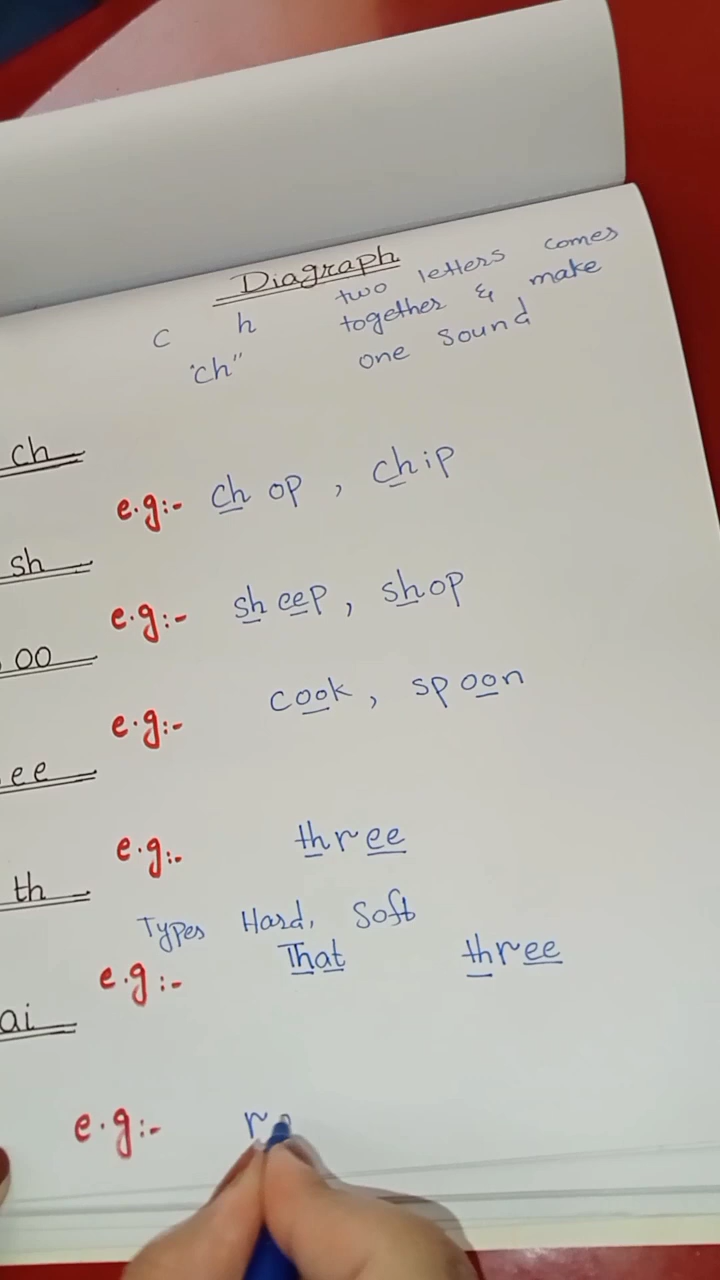 Diagraph
c h two letters comes
"ch" together & make
one sound
ch
e.g:- ch op , chip
sh
e.g:- sheep, shop
oo
e.g:- cook, spoon
ee
e.g:- three
th
Types Hard, Soft
e.g:- That three
ai
e.g:- r